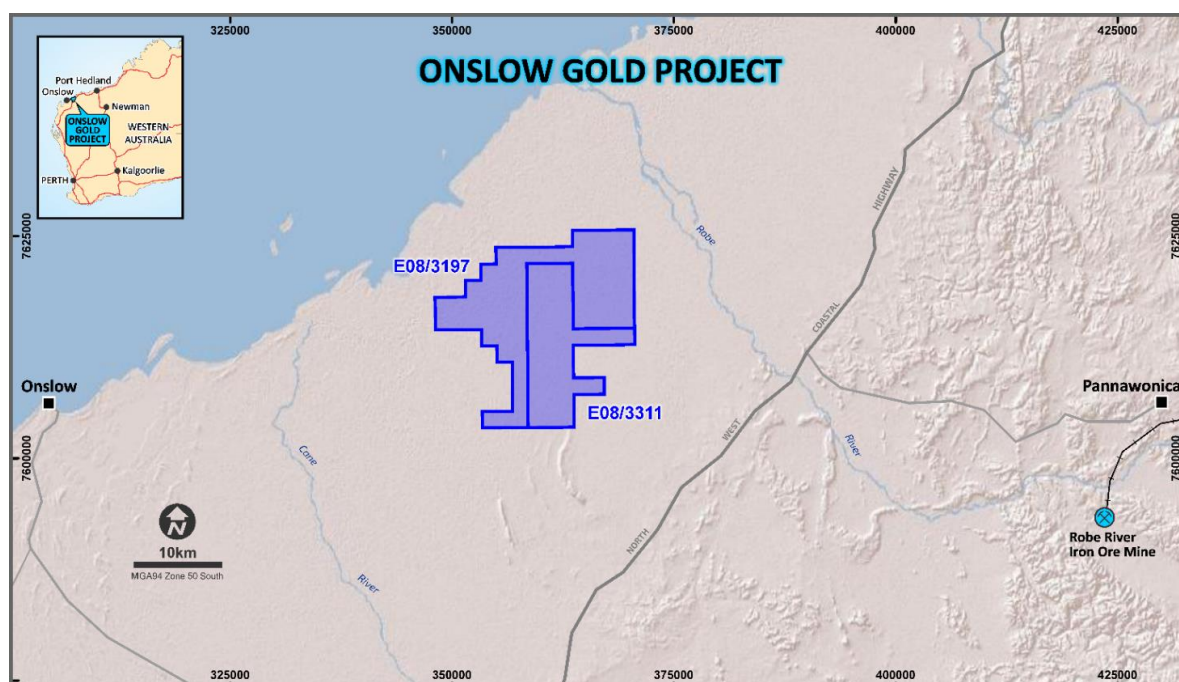 325000
350000
375000
400000
425000
ONSLOW GOLD PROJECT
Port Hedland
Onslow
Newman
ONSLOW
GOLD
PROJECT
WESTERN
AUSTRALIA
Kalgoorlie
PERTH
7625000
7625000
Robe
HIGHWAY
E08/3197
COASTAL
Onslow
Pannawonica
E08/3311
WEST
River
7600000
7600000
Cane
N
10km
MGA94 Zone 50 South
NORTH
Robe River
Iron Ore Mine
River
325000
350000
375000
400000
425000